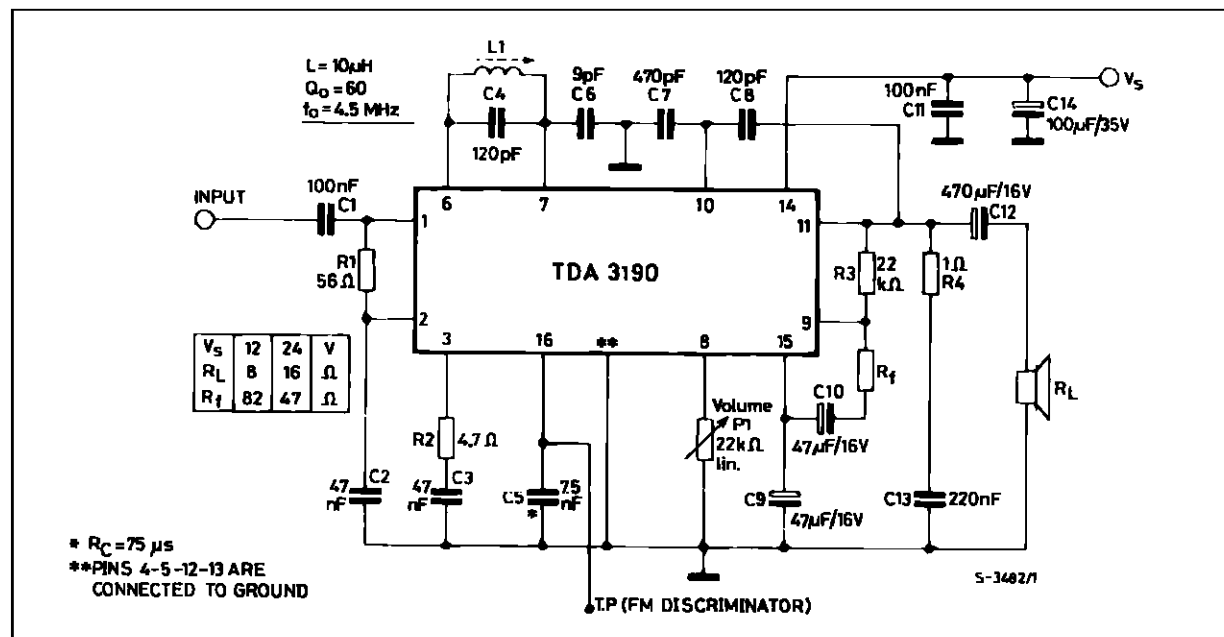 L= 10µH
Qo = 60
fo = 4.5 MHz
L1
C4
120pF
9pF
C6
470pF
C7
120pF
C8
100nF
C11
C14
100µF/35V
Vs
INPUT
100nF
C1
R1
56Ω
6
7
10
14
1
2
3
16
**
8
15
11
9
TDA 3190
470µF/16V
C12
R3
22
kΩ
1Ω
R4
Rf
RL
Vs 12 24 V
RL 8 16 Ω
Rf 82 47 Ω
R2
4.7Ω
Volume
P1
22kΩ
lin.
C10
47µF/16V
47
nF
C2
47
nF
C3
C5
*
7.5
nF
C9
47µF/16V
C13
220nF
* RC = 75 µs
**PINS 4-5-12-13 ARE
CONNECTED TO GROUND
T.P (FM DISCRIMINATOR)
S-3482/1